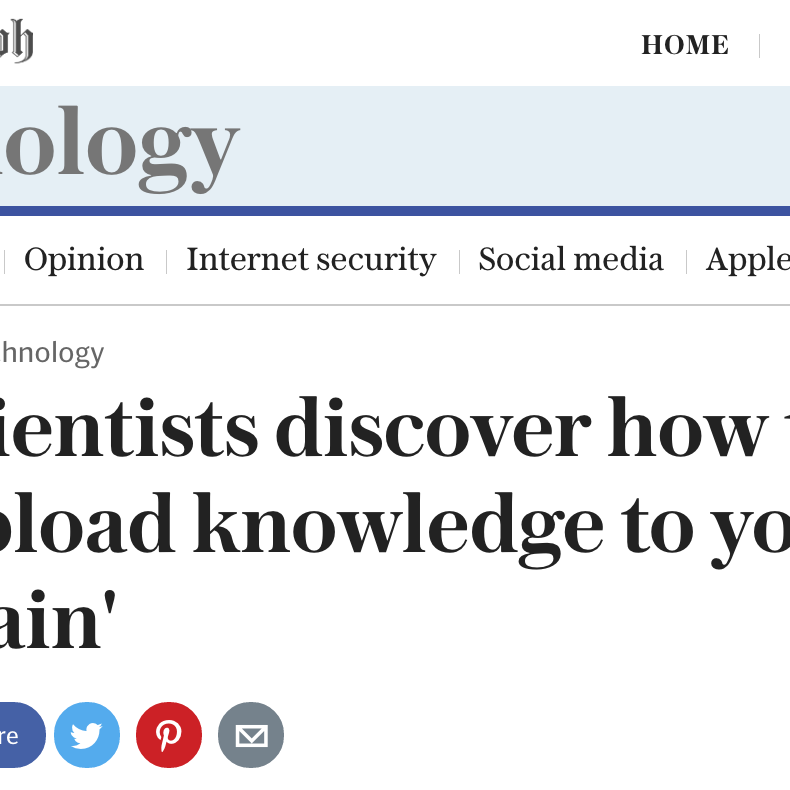 ph
HOME
ology
Opinion Internet security Social media Apple
hnology
ientists discover how t
pload knowledge to yo
ain'
re